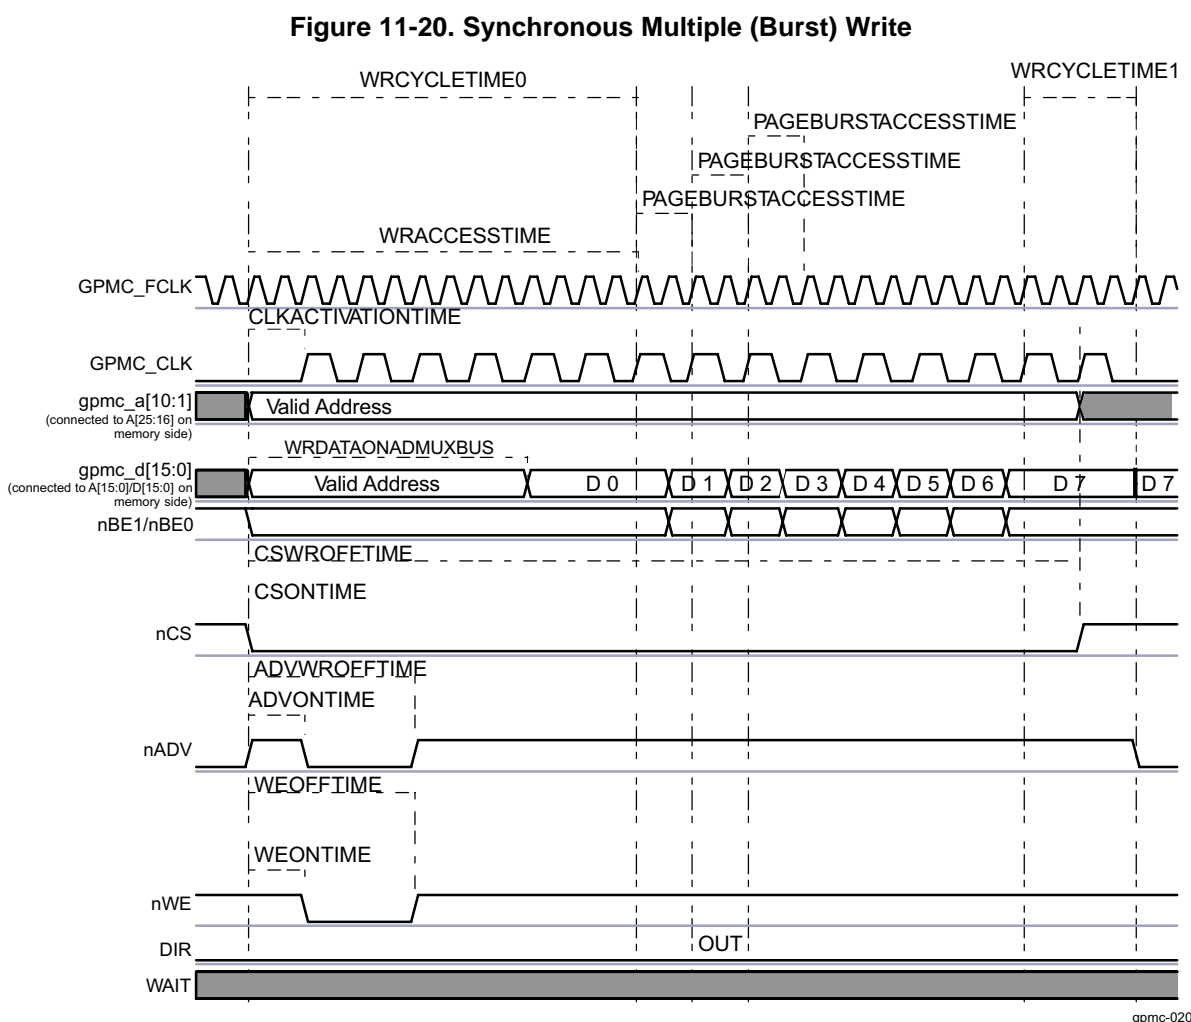 Figure 11-20. Synchronous Multiple (Burst) Write
WRCYCLETIME0
WRCYCLETIME1
PAGEBURSTACCESSTIME
PAGEBURSTACCESSTIME
PAGEBURSTACCESSTIME
WRACCESSTIME
GPMC_FCLK
CLKACTIVATIONTIME
GPMC_CLK
gpmc_a[10:1]
(connected to A[25:16] on
memory side)
Valid Address
WRDATAONADMUXBUS
gpmc_d[15:0]
(connected to A[15:0]/D[15:0] on
memory side)
Valid Address D 0 D 1 D 2 D 3 D 4 D 5 D 6 D 7 D 7
nBE1/nBE0
CSWROFFTIME
CSONTIME
nCS
ADVWROFFTIME
ADVONTIME
nADV
WEOFFTIME
WEONTIME
nWE
DIR OUT
WAIT
gpmc-020